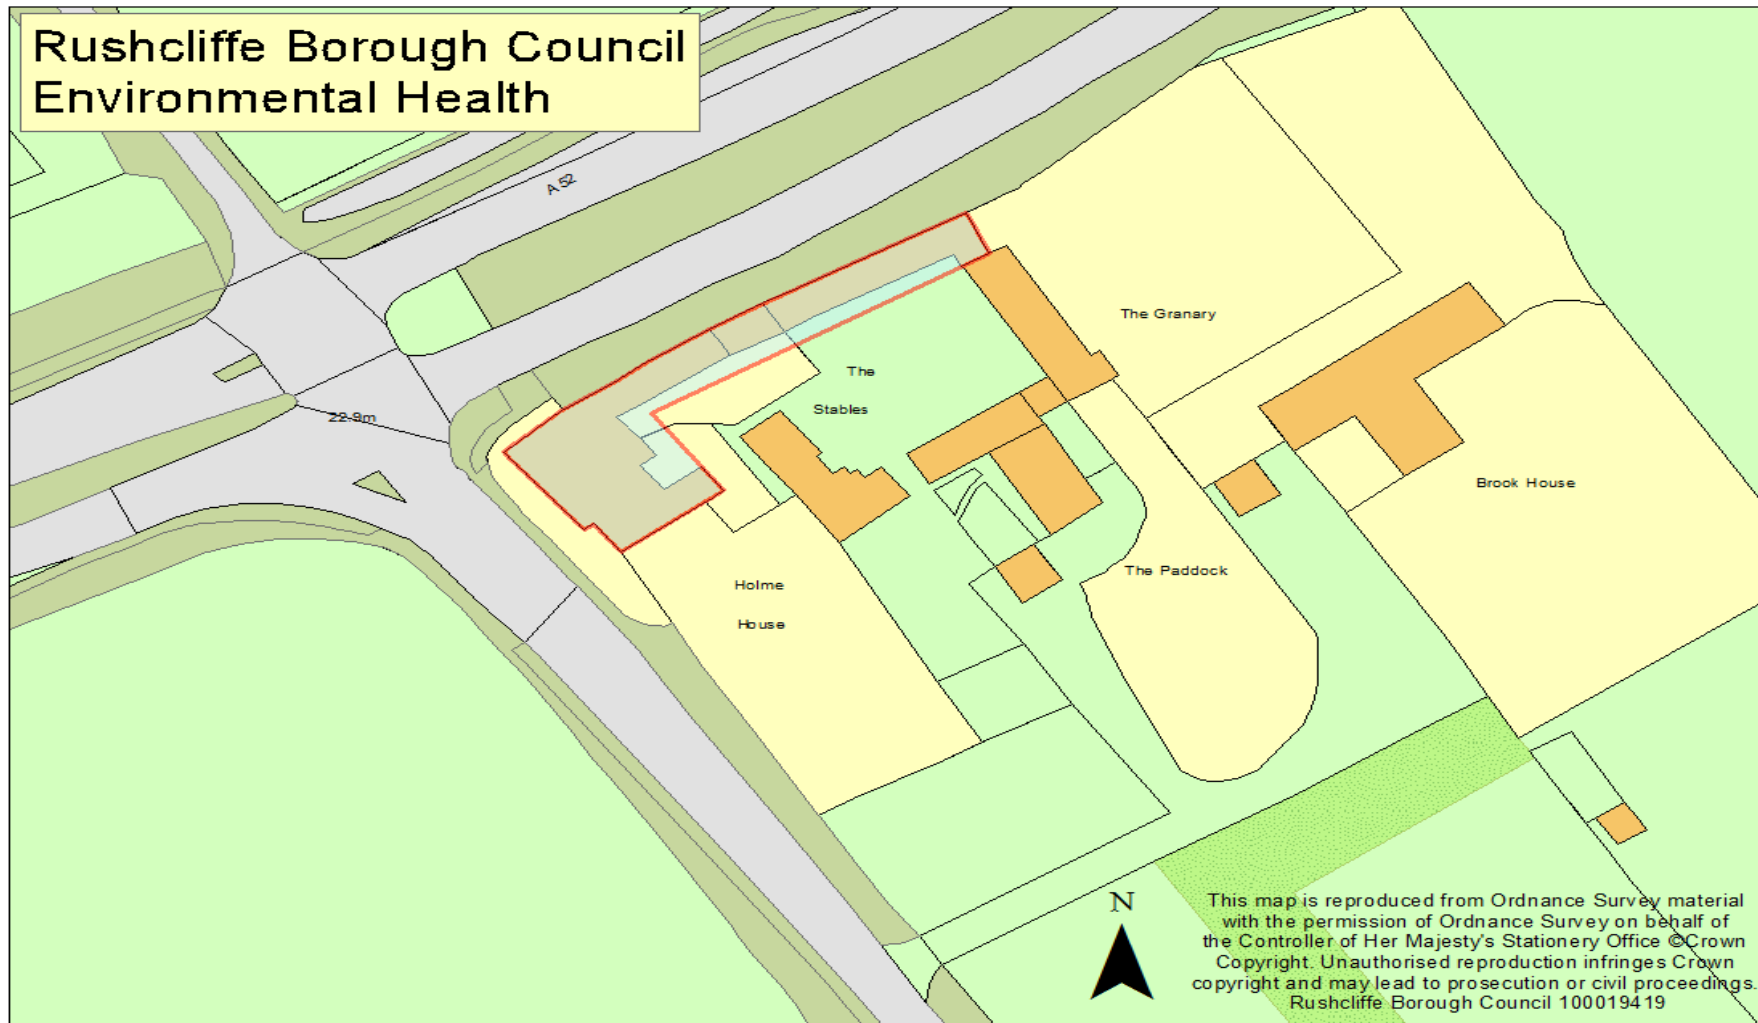 Rushcliffe Borough Council
Environmental Health
A 52
22.9m
The Granary
The
Stables
Brook House
The Paddock
Holme
House
N
This map is reproduced from Ordnance Survey material
with the permission of Ordnance Survey on behalf of
the Controller of Her Majesty's Stationery Office ©Crown
Copyright. Unauthorised reproduction infringes Crown
copyright and may lead to prosecution or civil proceedings.
Rushcliffe Borough Council 100019419